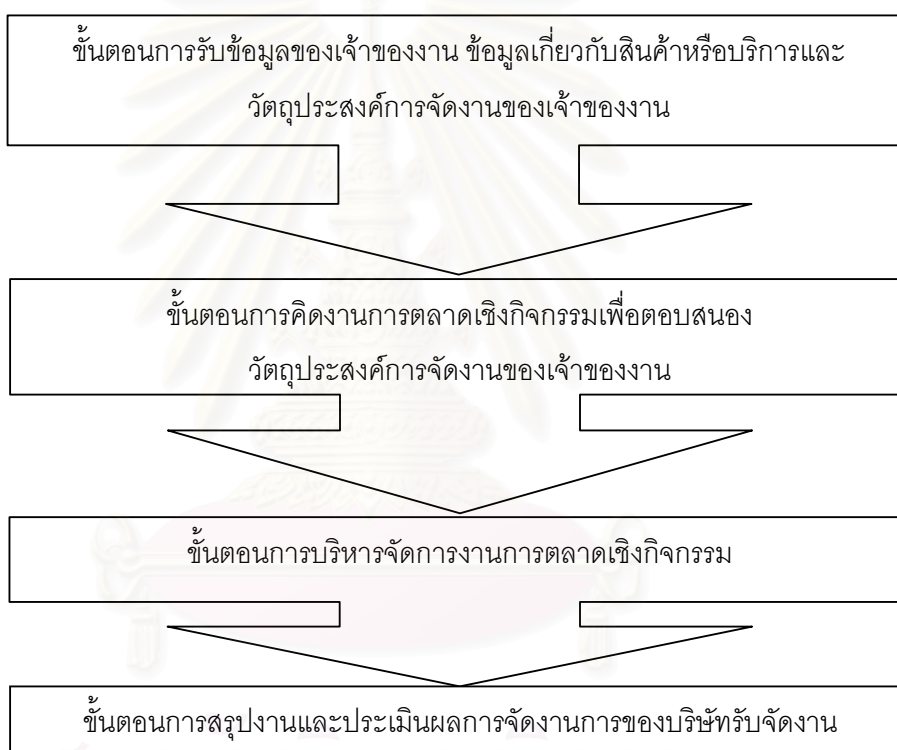 ขั้นตอนการรับข้อมูลของเจ้าของงาน ข้อมูลเกี่ยวกับสินค้าหรือบริการและ
วัตถุประสงค์การจัดงานของเจ้าของงาน
ขั้นตอนการคิดงานการตลาดเชิงกิจกรรมเพื่อตอบสนอง
วัตถุประสงค์การจัดงานของเจ้าของงาน
ขั้นตอนการบริหารจัดการงานการตลาดเชิงกิจกรรม
ขั้นตอนการสรุปงานและประเมินผลการจัดงานการของบริษัทรับจัดงาน